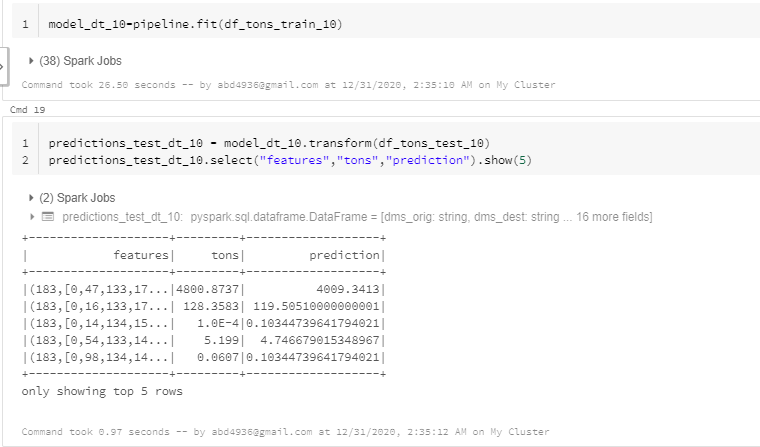 1 model_dt_10=pipeline.fit(df_tons_train_10)
(38) Spark Jobs
Command took 26.50 seconds -- by abd4936@gmail.com at 12/31/2020, 2:35:10 AM on My Cluster
Cmd 19
1 predictions_test_dt_10 = model_dt_10.transform(df_tons_test_10)
2 predictions_test_dt_10.select("features","tons","prediction").show(5)
(2) Spark Jobs
predictions_test_dt_10: pyspark.sql.dataframe.DataFrame = [dms_orig: string, dms_dest: string ... 16 more fields]
+-------------------+---------+-------------------+
|           features|     tons|         prediction|
+-------------------+---------+-------------------+
|(183,[0,47,133,17...|4800.8737|          4009.3413|
|(183,[0,16,133,17...| 128.3583| 119.50510000000001|
|(183,[0,14,134,15...|   1.0E-4|0.10344739641794021|
|(183,[0,54,133,14...|    5.199|  4.746679015348967|
|(183,[0,98,134,14...|   0.0607|0.10344739641794021|
+-------------------+---------+-------------------+
only showing top 5 rows
Command took 0.97 seconds -- by abd4936@gmail.com at 12/31/2020, 2:35:12 AM on My Cluster